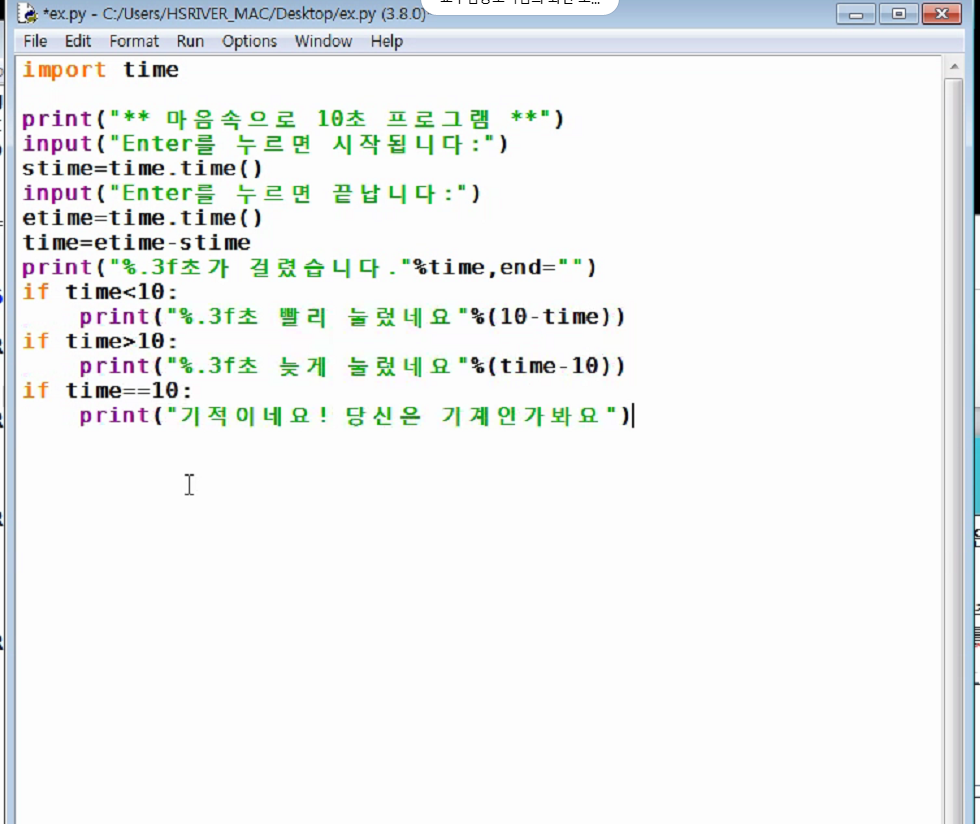 *ex.py - C:/Users/HSRIVER_MAC/Desktop/ex.py (3.8.0)
File Edit Format Run Options Window Help
import time
print("** 마음속으로 10초 프로그램 **")
input("Enter를 누르면 시작됩니다:")
stime=time.time()
input("Enter를 누르면 끝납니다:")
etime=time.time()
time=etime-stime
print("%.3f초가 걸렸습니다."%time,end="")
if time<10:
    print("%.3f초 빨리 눌렀네요"%(10-time))
if time>10:
    print("%.3f초 늦게 눌렀네요"%(time-10))
if time==10:
    print("기적이네요! 당신은 기계인가봐요")